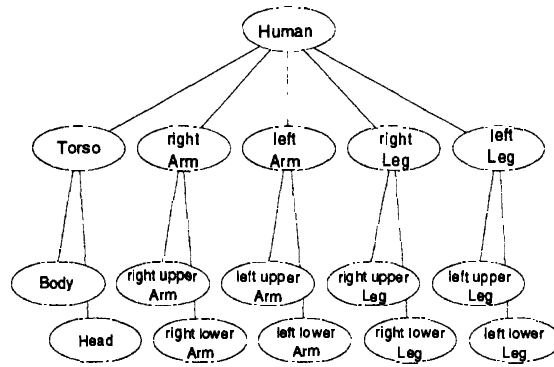 Human
Torso
right
Arm
left
Arm
right
Leg
left
Leg
Body
right upper
Arm
left upper
Arm
right upper
Leg
left upper
Leg
Head
right lower
Arm
left lower
Arm
right lower
Leg
left lower
Leg